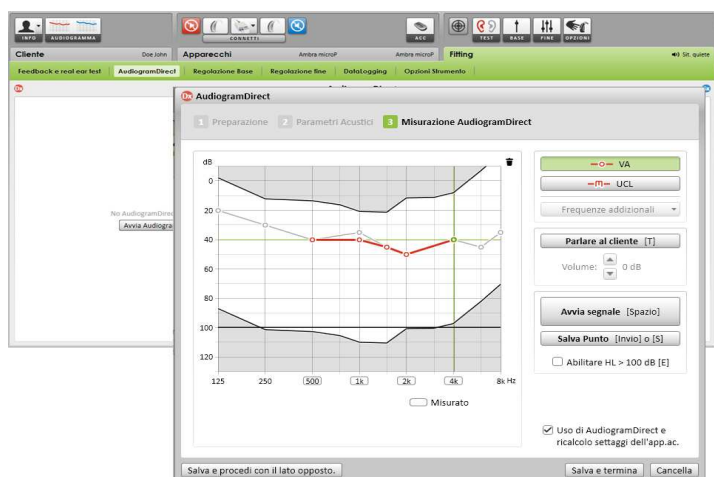 INFO AUDIOGRAMMA
CONNETTI
ACC
TEST BASE FINE OPZIONI
Cliente Doe John
Apparecchi Ambra microP Ambra microP
Fitting Sit. quiete
Feedback e real ear test AudiogramDirect Regolazione Base Regolazione fine DataLogging Opzioni Strumento
Dx
No AudiogramDirec
Avvia Audiogra
Dx AudiogramDirect
1 Preparazione 2 Parametri Acustici 3 Misurazione AudiogramDirect
dB
0
20
40
60
80
100
120
125 250 500 1k 2k 4k 8k Hz
Misurato
VA
UCL
Frequenze addizionali
Parlare al cliente [T]
Volume: 0 dB
Avvia segnale [Spazio]
Salva Punto [Invio] o [S]
Abilitare HL > 100 dB [E]
Uso di AudiogramDirect e
ricalcolo settaggi dell'app.ac.
Salva e procedi con il lato opposto.
Salva e termina Cancella